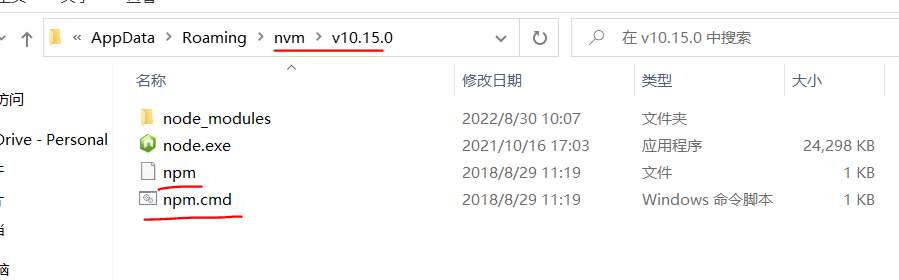 « AppData › Roaming › nvm › v10.15.0
在 v10.15.0 中搜索
访问
Drive - Personal
名称 修改日期 类型 大小
node_modules 2022/8/30 10:07 文件夹
node.exe 2021/10/16 17:03 应用程序 24,298 KB
npm 2018/8/29 11:19 文件 1 KB
npm.cmd 2018/8/29 11:19 Windows 命令脚本 1 KB